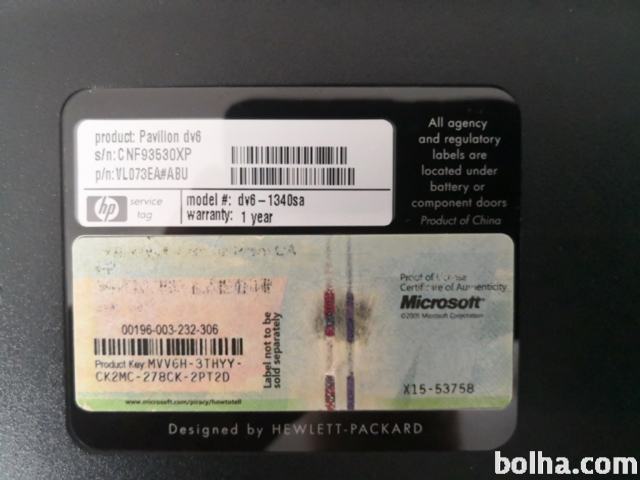 product: Pavilion dv6
s/n: CNF93530XP
p/n: VL073EA#ABU
hp
service
tag
model #: dv6-1340sa
warranty: 1 year
All agency
and regulatory
labels are
located under
battery or
component doors
Product of China
Proof of License
Certificate of Authenticity
Microsoft
©2005 Microsoft Corporation
00196-003-232-306
Label not to be
sold separately
Product Key: MVV6H-3THYY-
CK2MC-278CK-2PT2D
www.microsoft.com/piracy/howtotell
X15-53758
Designed by HEWLETT-PACKARD
bolha.com